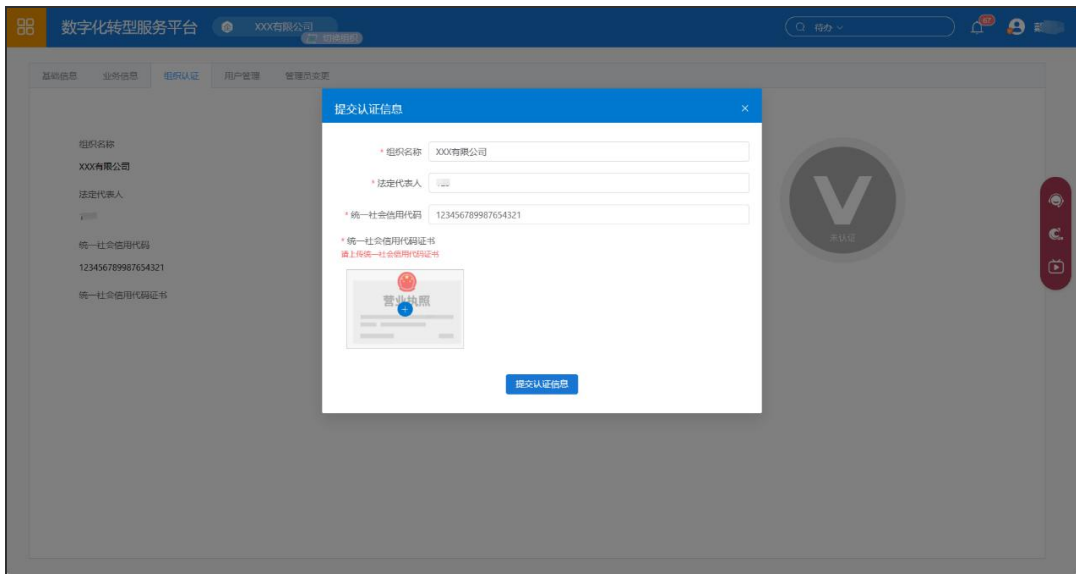 数字化转型服务平台
XXX有限公司
切换组织
待办
67
基础信息 业务信息 组织认证 用户管理 管理员变更
组织名称
XXX有限公司
法定代表人
统一社会信用代码
123456789987654321
统一社会信用代码证书
提交认证信息
* 组织名称 XXX有限公司
* 法定代表人
* 统一社会信用代码 123456789987654321
* 统一社会信用代码证书
请上传统一社会信用代码证书
营业执照
提交认证信息
V
未认证